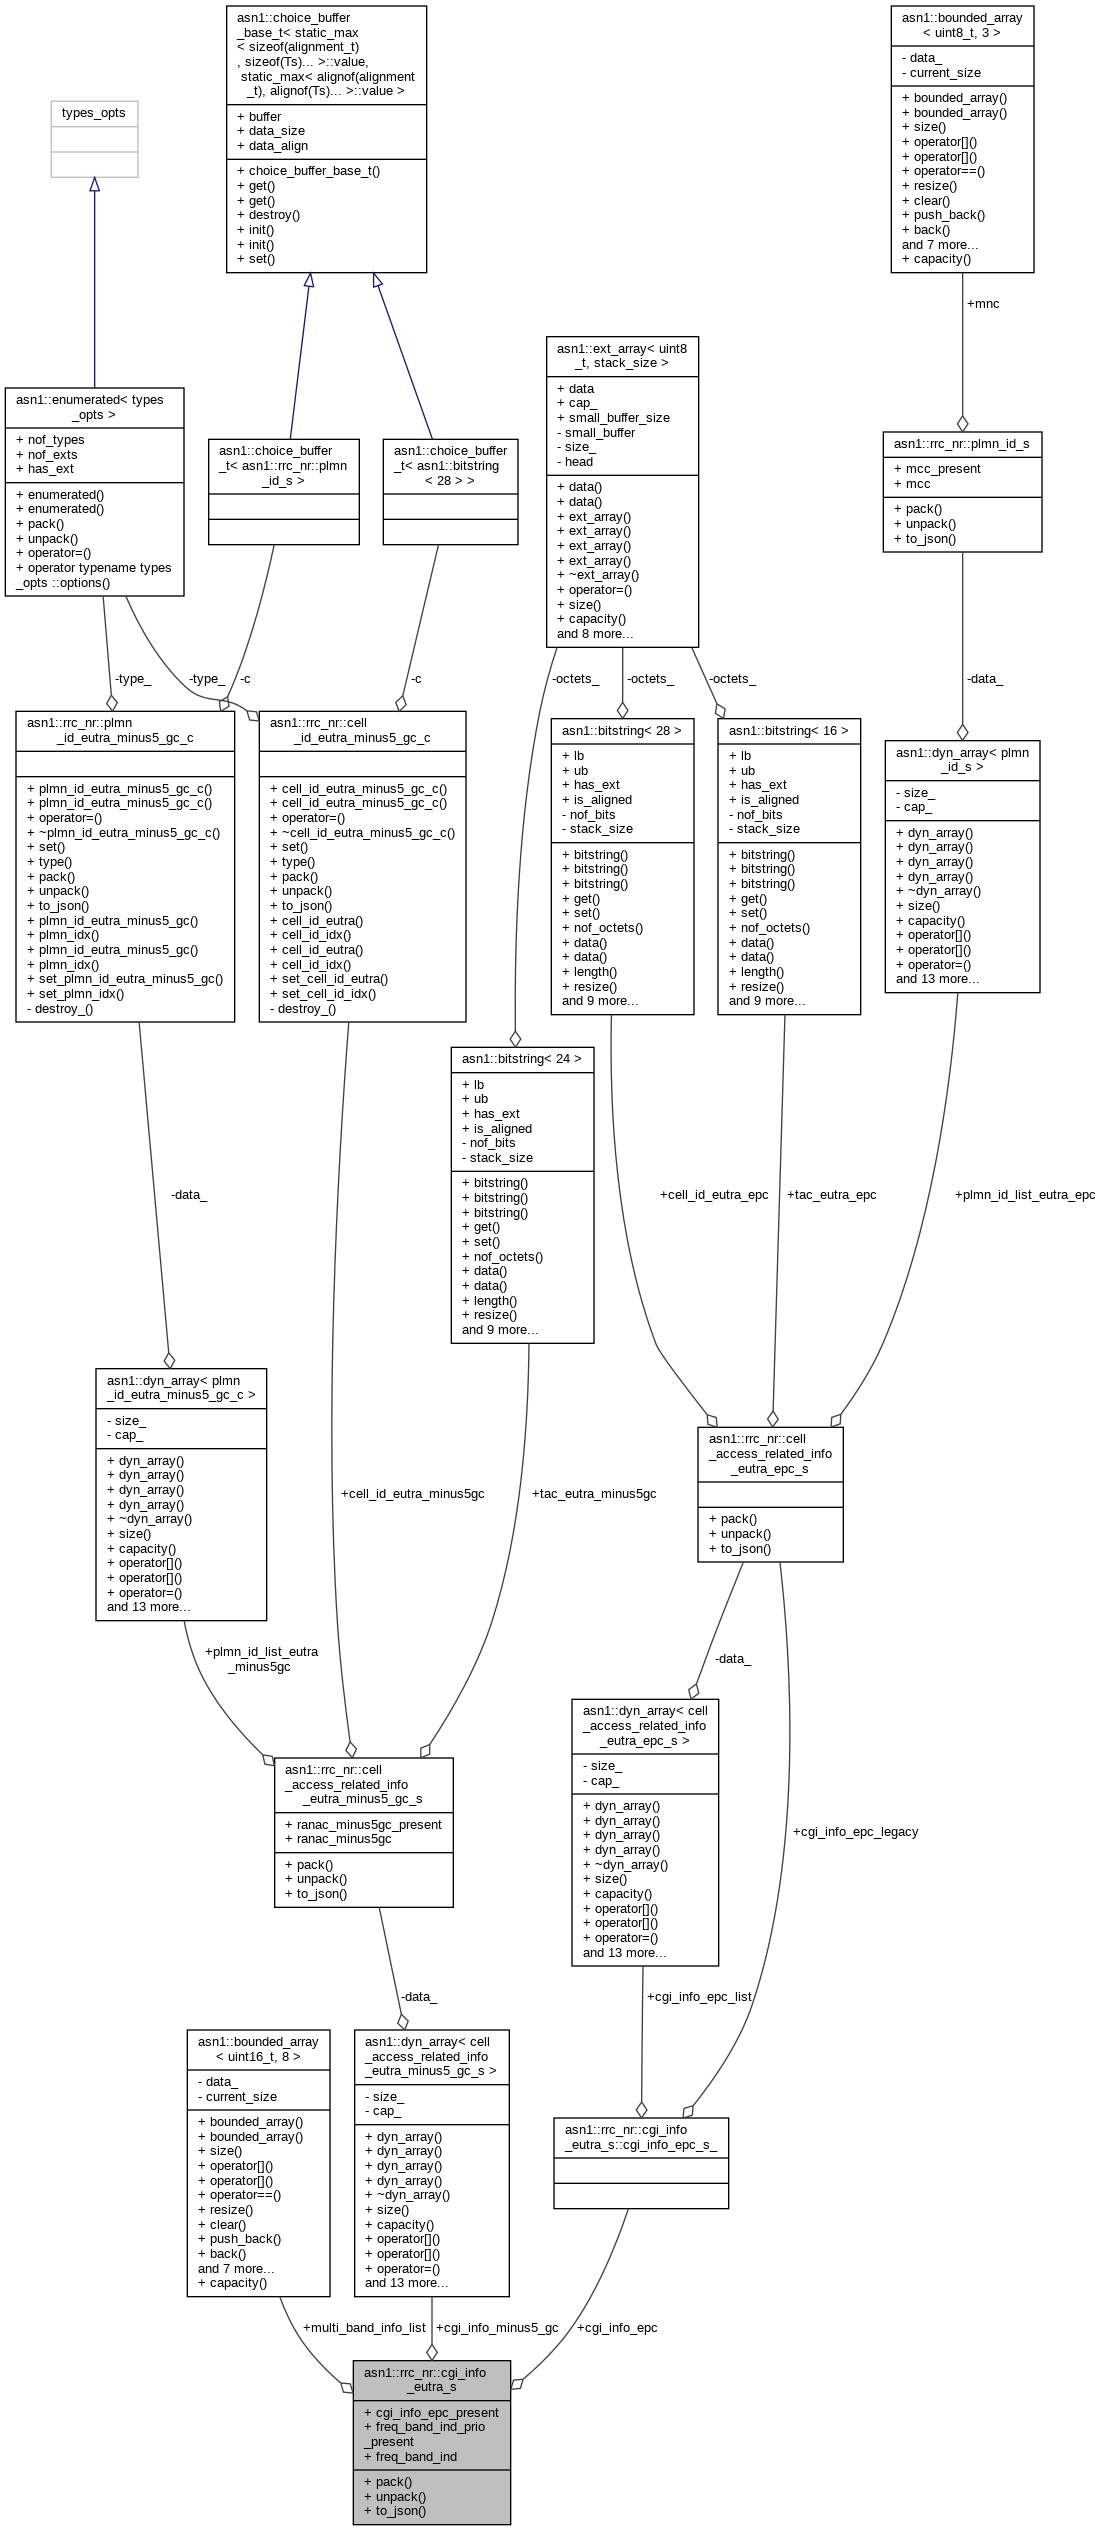 asn1::choice_buffer
_base_t< static_max
< sizeof(alignment_t)
, sizeof(Ts)... >::value,
static_max< alignof(alignment
_t), alignof(Ts)... >::value >
+ buffer
+ data_size
+ data_align
+ choice_buffer_base_t()
+ get()
+ get()
+ destroy()
+ init()
+ init()
+ set()
asn1::bounded_array
< uint8_t, 3 >
- data_
- current_size
+ bounded_array()
+ bounded_array()
+ size()
+ operator[]()
+ operator[]()
+ operator==()
+ resize()
+ clear()
+ push_back()
+ back()
and 7 more...
+ capacity()
types_opts
+mnc
asn1::ext_array< uint8
_t, stack_size >
+ data
+ cap_
+ small_buffer_size
- small_buffer
- size_
- head
+ data()
+ data()
+ ext_array()
+ ext_array()
+ ext_array()
+ ext_array()
+ ~ext_array()
+ operator=()
+ size()
+ capacity()
and 8 more...
asn1::enumerated< types
_opts >
+ nof_types
+ nof_exts
+ has_ext
+ enumerated()
+ enumerated()
+ pack()
+ unpack()
+ operator=()
+ operator typename types
_opts ::options()
asn1::choice_buffer
_t< asn1::rrc_nr::plmn
_id_s >
asn1::choice_buffer
_t< asn1::bitstring
< 28 > >
asn1::rrc_nr::plmn_id_s
+ mcc_present
+ mcc
+ pack()
+ unpack()
+ to_json()
-type_
-type_
-c
-c
-octets_
-octets_
-octets_
-data_
asn1::rrc_nr::plmn
_id_eutra_minus5_gc_c
+ plmn_id_eutra_minus5_gc_c()
+ plmn_id_eutra_minus5_gc_c()
+ operator=()
+ ~plmn_id_eutra_minus5_gc_c()
+ set()
+ type()
+ pack()
+ unpack()
+ to_json()
+ plmn_id_eutra_minus5_gc()
+ plmn_idx()
+ plmn_id_eutra_minus5_gc()
+ plmn_idx()
+ set_plmn_id_eutra_minus5_gc()
+ set_plmn_idx()
- destroy_()
asn1::rrc_nr::cell
_id_eutra_minus5_gc_c
+ cell_id_eutra_minus5_gc_c()
+ cell_id_eutra_minus5_gc_c()
+ operator=()
+ ~cell_id_eutra_minus5_gc_c()
+ set()
+ type()
+ pack()
+ unpack()
+ to_json()
+ cell_id_eutra()
+ cell_id_idx()
+ cell_id_eutra()
+ cell_id_idx()
+ set_cell_id_eutra()
+ set_cell_id_idx()
- destroy_()
asn1::bitstring< 28 >
+ lb
+ ub
+ has_ext
+ is_aligned
- nof_bits
- stack_size
+ bitstring()
+ bitstring()
+ bitstring()
+ get()
+ set()
+ nof_octets()
+ data()
+ data()
+ length()
+ resize()
and 9 more...
asn1::bitstring< 16 >
+ lb
+ ub
+ has_ext
+ is_aligned
- nof_bits
- stack_size
+ bitstring()
+ bitstring()
+ bitstring()
+ get()
+ set()
+ nof_octets()
+ data()
+ data()
+ length()
+ resize()
and 9 more...
asn1::dyn_array< plmn
_id_s >
- size_
- cap_
+ dyn_array()
+ dyn_array()
+ dyn_array()
+ dyn_array()
+ ~dyn_array()
+ size()
+ capacity()
+ operator[]()
+ operator[]()
+ operator=()
and 13 more...
asn1::bitstring< 24 >
+ lb
+ ub
+ has_ext
+ is_aligned
- nof_bits
- stack_size
+ bitstring()
+ bitstring()
+ bitstring()
+ get()
+ set()
+ nof_octets()
+ data()
+ data()
+ length()
+ resize()
and 9 more...
-data_
+cell_id_eutra_epc
+tac_eutra_epc
+plmn_id_list_eutra_epc
asn1::dyn_array< plmn
_id_eutra_minus5_gc_c >
- size_
- cap_
+ dyn_array()
+ dyn_array()
+ dyn_array()
+ dyn_array()
+ ~dyn_array()
+ size()
+ capacity()
+ operator[]()
+ operator[]()
+ operator=()
and 13 more...
+cell_id_eutra_minus5gc
+tac_eutra_minus5gc
asn1::rrc_nr::cell
_access_related_info
_eutra_epc_s
+ pack()
+ unpack()
+ to_json()
+plmn_id_list_eutra
_minus5gc
-data_
asn1::dyn_array< cell
_access_related_info
_eutra_epc_s >
- size_
- cap_
+ dyn_array()
+ dyn_array()
+ dyn_array()
+ dyn_array()
+ ~dyn_array()
+ size()
+ capacity()
+ operator[]()
+ operator[]()
+ operator=()
and 13 more...
asn1::rrc_nr::cell
_access_related_info
_eutra_minus5_gc_s
+ ranac_minus5gc_present
+ ranac_minus5gc
+ pack()
+ unpack()
+ to_json()
+cgi_info_epc_legacy
-data_
+cgi_info_epc_list
asn1::bounded_array
< uint16_t, 8 >
- data_
- current_size
+ bounded_array()
+ bounded_array()
+ size()
+ operator[]()
+ operator[]()
+ operator==()
+ resize()
+ clear()
+ push_back()
+ back()
and 7 more...
+ capacity()
asn1::dyn_array< cell
_access_related_info
_eutra_minus5_gc_s >
- size_
- cap_
+ dyn_array()
+ dyn_array()
+ dyn_array()
+ dyn_array()
+ ~dyn_array()
+ size()
+ capacity()
+ operator[]()
+ operator[]()
+ operator=()
and 13 more...
asn1::rrc_nr::cgi_info
_eutra_s::cgi_info_epc_s_
+multi_band_info_list
+cgi_info_minus5_gc
+cgi_info_epc
asn1::rrc_nr::cgi_info
_eutra_s
+ cgi_info_epc_present
+ freq_band_ind_prio
_present
+ freq_band_ind
+ pack()
+ unpack()
+ to_json()